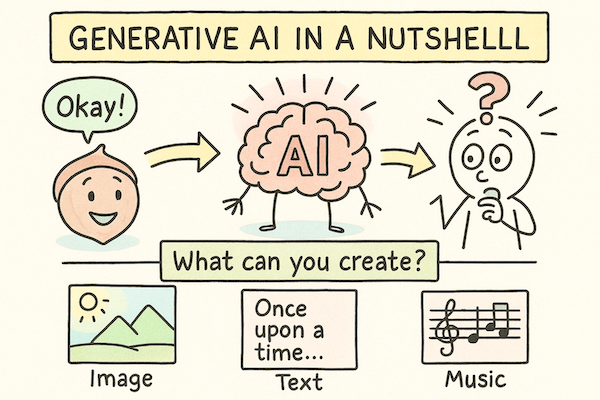 GENERATIVE AI IN A NUTSHELLL
Okay!
AI
?
What can you create?
Once
upon a
time...
Image
Text
Music